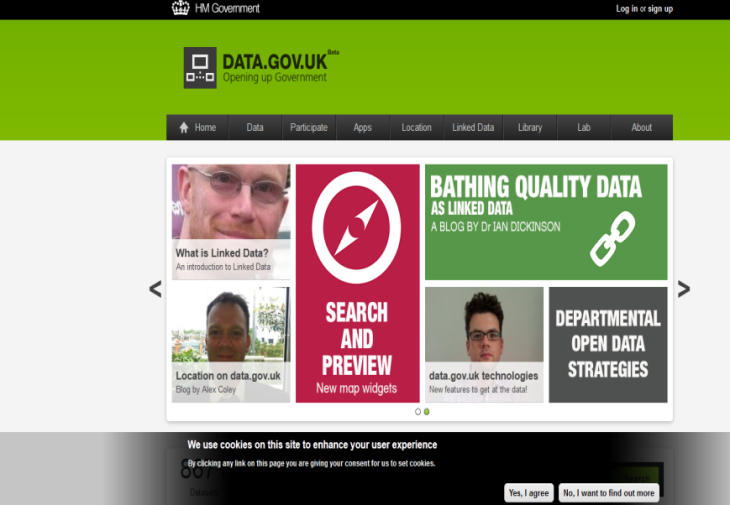 HM Government
Log in or sign up
DATA.GOV.UK Beta
Opening up Government
Home Data Participate Apps Location Linked Data Library Lab About
What is Linked Data?
An introduction to Linked Data
SEARCH
AND
PREVIEW
New map widgets
BATHING QUALITY DATA
AS LINKED DATA
A BLOG BY Dr IAN DICKINSON
Location on data.gov.uk
Blog by Alex Coley
data.gov.uk technologies
New features to get at the data!
DEPARTMENTAL
OPEN DATA
STRATEGIES
We use cookies on this site to enhance your user experience
By clicking any link on this page you are giving your consent for us to set cookies.
Yes, I agree
No, I want to find out more